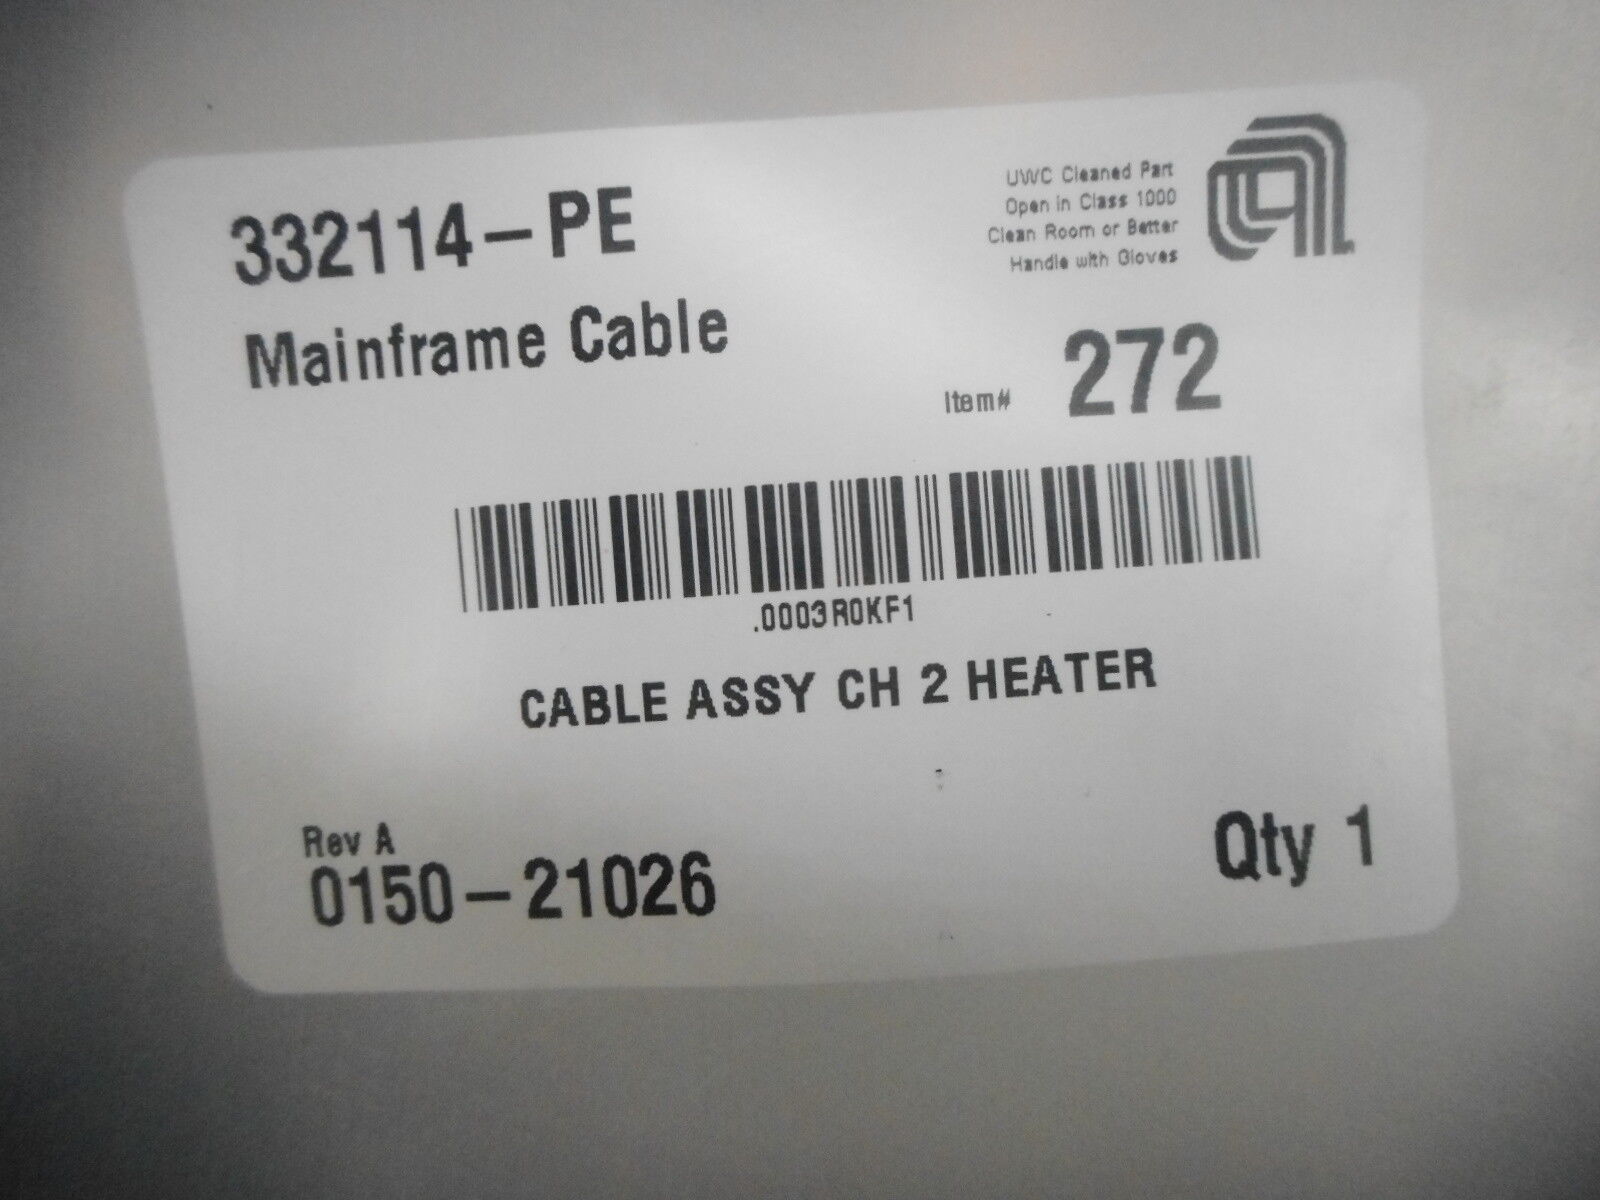 332114-PE
UWC Cleaned Part
Open in Class 1000
Clean Room or Better
Handle with Gloves
Mainframe Cable
Item# 272
.0003R0KF1
CABLE ASSY CH 2 HEATER
Rev A
0150-21026
Qty 1